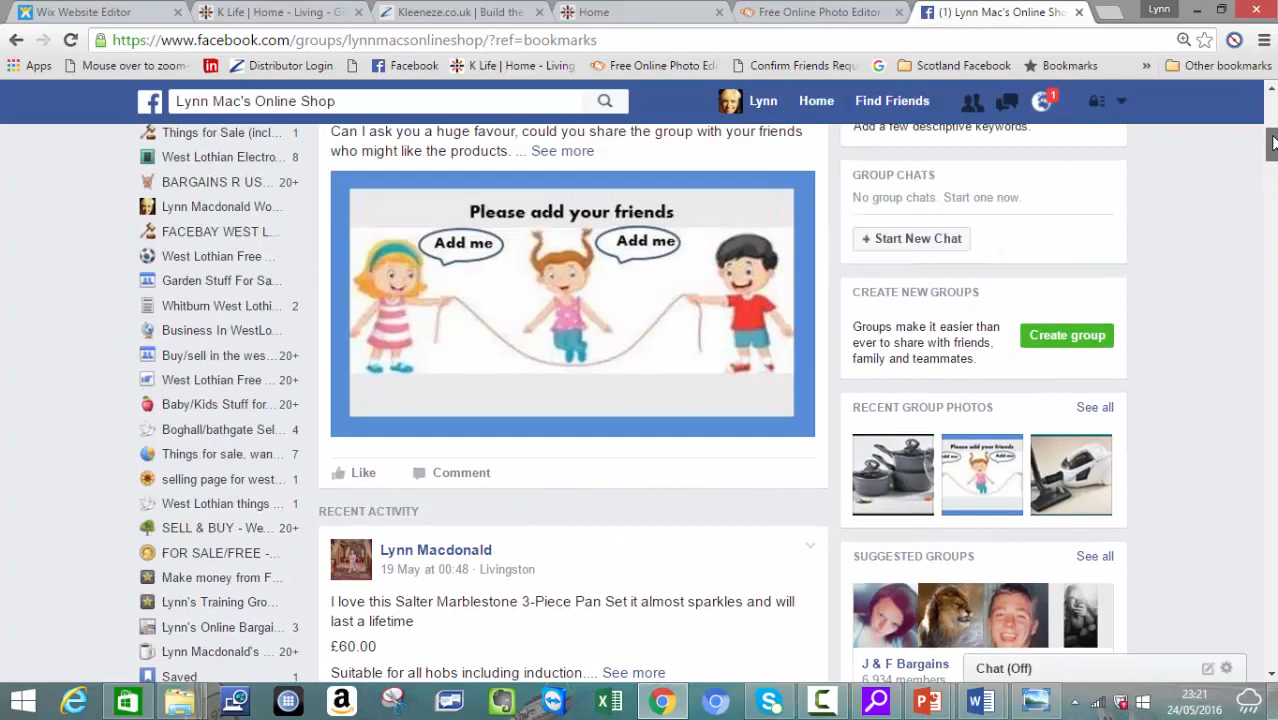 Wix Website Editor
K Life | Home - Living - Gi
Kleeneze.co.uk | Build the
Home
Free Online Photo Editor
(1) Lynn Mac's Online Sho
Lynn
https://www.facebook.com/groups/lynnmacsonlineshop/?ref=bookmarks
Apps
Mouse over to zoom-
Distributor Login
Facebook
K Life | Home - Living
Free Online Photo Edi
Confirm Friends Requ
Scotland Facebook
Bookmarks
Other bookmarks
Lynn Mac's Online Shop
Lynn
Home
Find Friends
1
Things for Sale (incl... 1
West Lothian Electro... 8
BARGAINS R US... 20+
Lynn Macdonald Wo...
FACEBAY WEST L...
West Lothian Free ...
Garden Stuff For Sa...
Whitburn West Lothi... 2
Business In WestLo...
Buy/sell in the wes... 20+
West Lothian Free ... 20+
Baby/Kids Stuff for... 20+
Boghall/bathgate Sel... 4
Things for sale, wan... 7
selling page for west... 1
West Lothian things ... 1
SELL & BUY - We... 20+
FOR SALE/FREE -...
Make money from F...
Lynn's Training Gro...
Lynn's Online Bargai... 3
Lynn Macdonald's ... 20+
Saved 1
Can I ask you a huge favour, could you share the group with your friends
who might like the products. ... See more
Please add your friends
Add me
Add me
Like
Comment
RECENT ACTIVITY
Lynn Macdonald
19 May at 00:48 · Livingston
I love this Salter Marblestone 3-Piece Pan Set it almost sparkles and will
last a lifetime
£60.00
Suitable for all hobs including induction.... See more
Add a few descriptive keywords.
GROUP CHATS
No group chats. Start one now.
+ Start New Chat
CREATE NEW GROUPS
Groups make it easier than
ever to share with friends,
family and teammates.
Create group
RECENT GROUP PHOTOS
See all
Please add your friends
SUGGESTED GROUPS
See all
J & F Bargains
6,934 members
Chat (Off)
23:21
24/05/2016